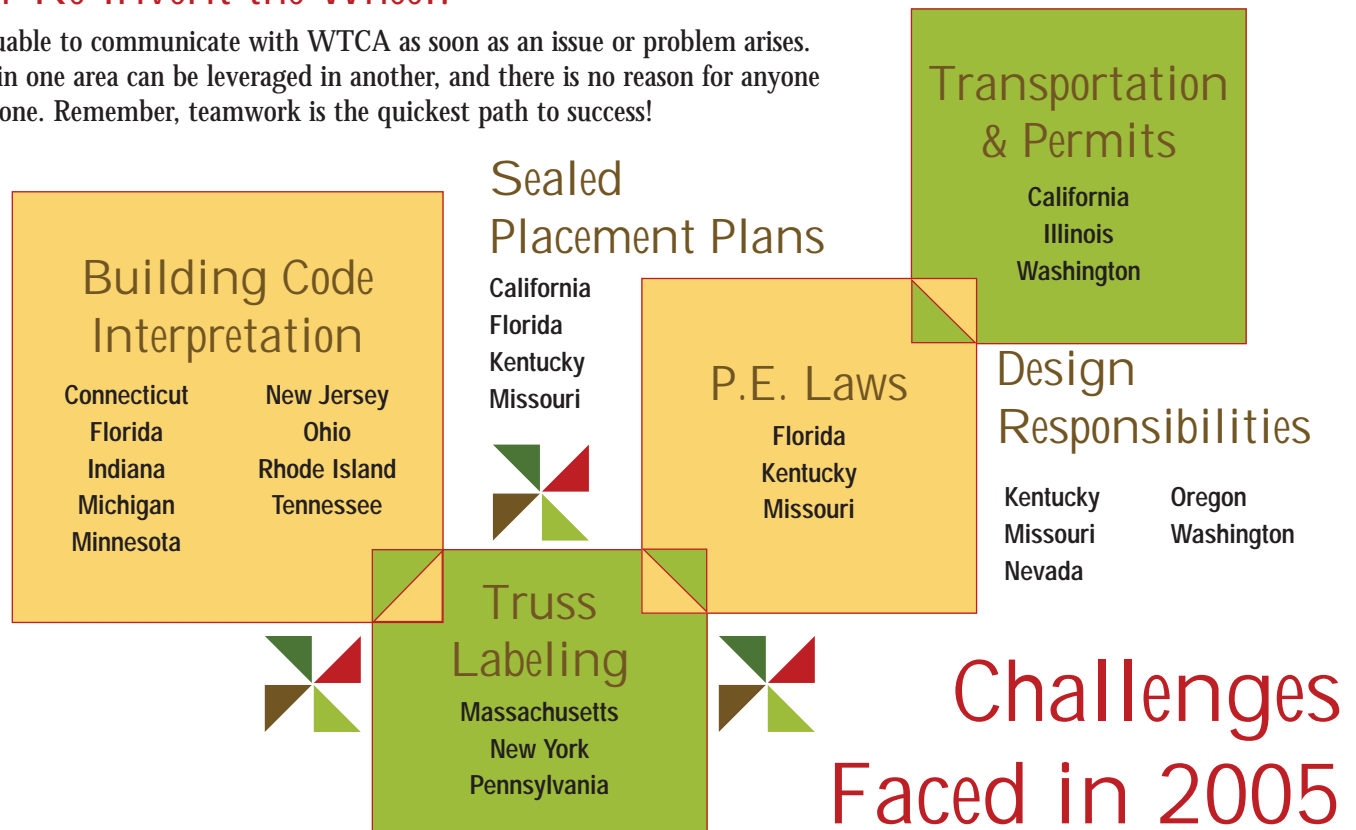 Re-Invent the Wheel!
uable to communicate with WTCA as soon as an issue or problem arises.
in one area can be leveraged in another, and there is no reason for anyone
one. Remember, teamwork is the quickest path to success!
Building Code
Interpretation
Connecticut
Florida
Indiana
Michigan
Minnesota
New Jersey
Ohio
Rhode Island
Tennessee
Sealed
Placement Plans
California
Florida
Kentucky
Missouri
Truss
Labeling
Massachusetts
New York
Pennsylvania
P.E. Laws
Florida
Kentucky
Missouri
Transportation
& Permits
California
Illinois
Washington
Design
Responsibilities
Kentucky
Missouri
Nevada
Oregon
Washington
Challenges
Faced in 2005